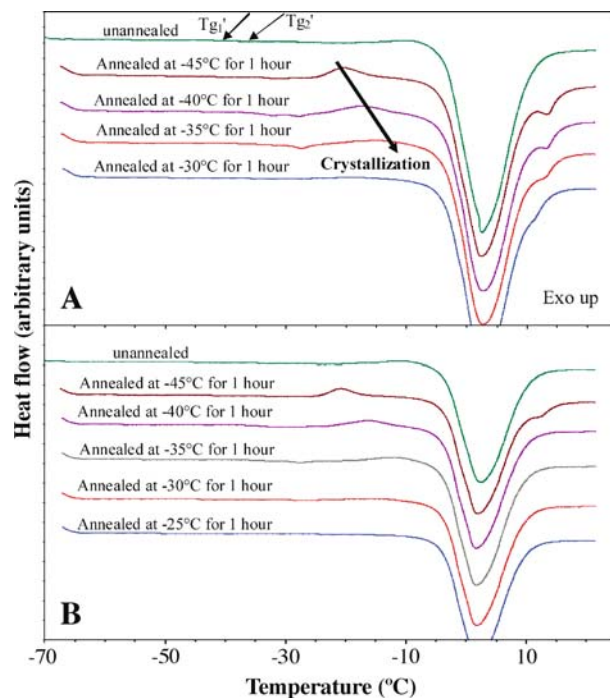 Tg₁' Tg₂'
unannealed
Annealed at -45°C for 1 hour
Annealed at -40°C for 1 hour
Annealed at -35°C for 1 hour
Crystallization
Annealed at -30°C for 1 hour
A
Exo up
Heat flow (arbitrary units)
unannealed
Annealed at -45°C for 1 hour
Annealed at -40°C for 1 hour
Annealed at -35°C for 1 hour
Annealed at -30°C for 1 hour
Annealed at -25°C for 1 hour
B
-70 -50 -30 -10 10
Temperature (ºC)